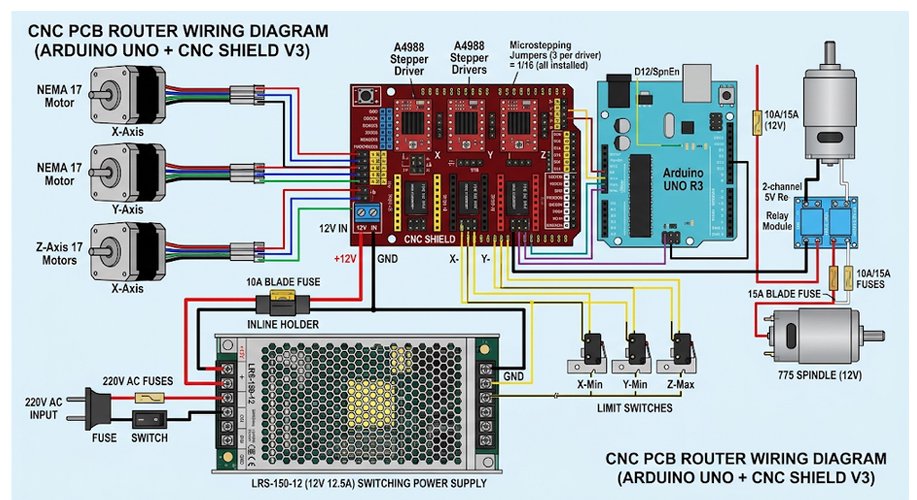 CNC PCB ROUTER WIRING DIAGRAM
(ARDUINO UNO + CNC SHIELD V3)
A4988
Stepper
Driver
A4988
Stepper
Drivers
Microstepping
Jumpers (3 per driver)
= 1/16 (all installed)
D12/SpnEn
NEMA 17
Motor
X-Axis
NEMA 17
Motor
Y-Axis
Z-Axis 17
Motors
X-Axis
X
Y
Z
12V IN
12V
IN
CNC SHIELD
+12V
GND
X-
Y-
Arduino
UNO R3
10A/15A
(12V)
2-channel
5V Re
Relay
Module
10A/15A
FUSES
15A BLADE FUSE
775 SPINDLE (12V)
10A BLADE FUSE
INLINE HOLDER
GND
X-Min
Y-Min
Z-Max
LIMIT SWITCHES
220V AC FUSES
220V AC
INPUT
FUSE
SWITCH
LRS-150-12
LRS-150-12 (12V 12.5A) SWITCHING POWER SUPPLY
CNC PCB ROUTER WIRING DIAGRAM
(ARDUINO UNO + CNC SHIELD V3)